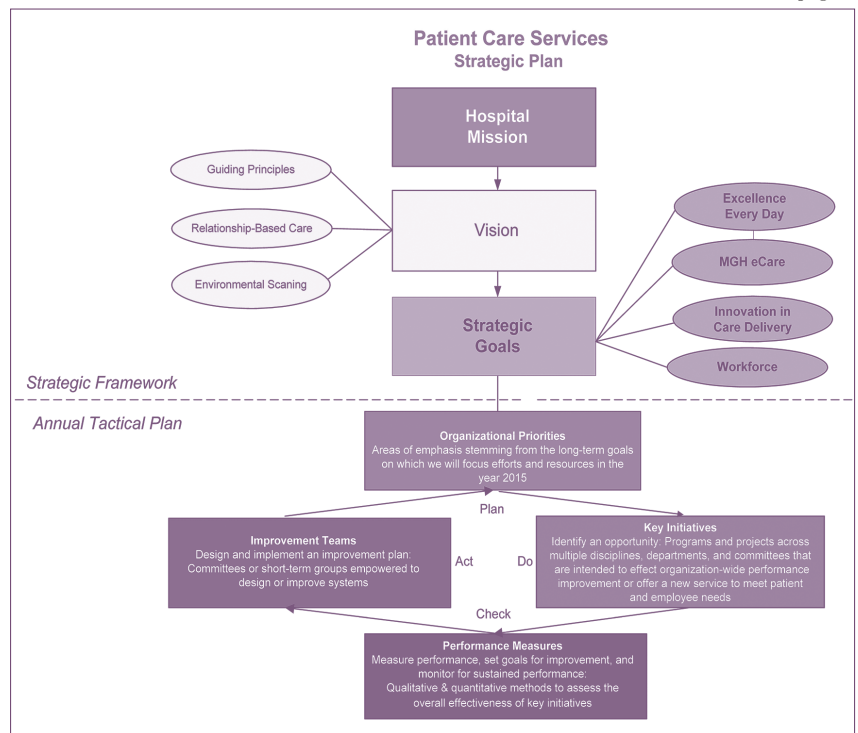 Patient Care Services
Strategic Plan
Hospital
Mission
Guiding Principles
Relationship-Based Care
Environmental Scaning
Vision
Excellence
Every Day
MGH eCare
Innovation in
Care Delivery
Workforce
Strategic
Goals
Strategic Framework
Annual Tactical Plan
Organizational Priorities
Areas of emphasis stemming from the long-term goals
on which we will focus efforts and resources in the
year 2015
Plan
Improvement Teams
Design and implement an improvement plan:
Committees or short-term groups empowered to
design or improve systems
Act
Do
Key Initiatives
Identify an opportunity: Programs and projects across
multiple disciplines, departments, and committees that
are intended to effect organization-wide performance
improvement or offer a new service to meet patient
and employee needs
Check
Performance Measures
Measure performance, set goals for improvement, and
monitor for sustained performance:
Qualitative & quantitative methods to assess the
overall effectiveness of key initiatives